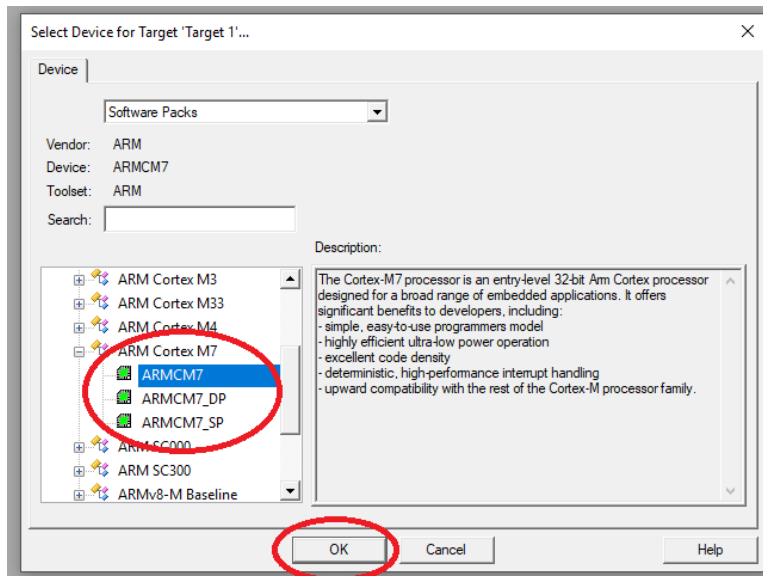 Select Device for Target 'Target 1'...
Device
Software Packs
Vendor: ARM
Device: ARMCM7
Toolset: ARM
Search:
Description:
ARM Cortex M3
ARM Cortex M33
ARM Cortex M4
ARM Cortex M7
ARMCM7
ARMCM7_DP
ARMCM7_SP
ARM SC000
ARM SC300
ARMv8-M Baseline
The Cortex-M7 processor is an entry-level 32-bit Arm Cortex processor
designed for a broad range of embedded applications. It offers
significant benefits to developers, including:
- simple, easy-to-use programmers model
- highly efficient ultra-low power operation
- excellent code density
- deterministic, high-performance interrupt handling
- upward compatibility with the rest of the Cortex-M processor family.
OK
Cancel
Help